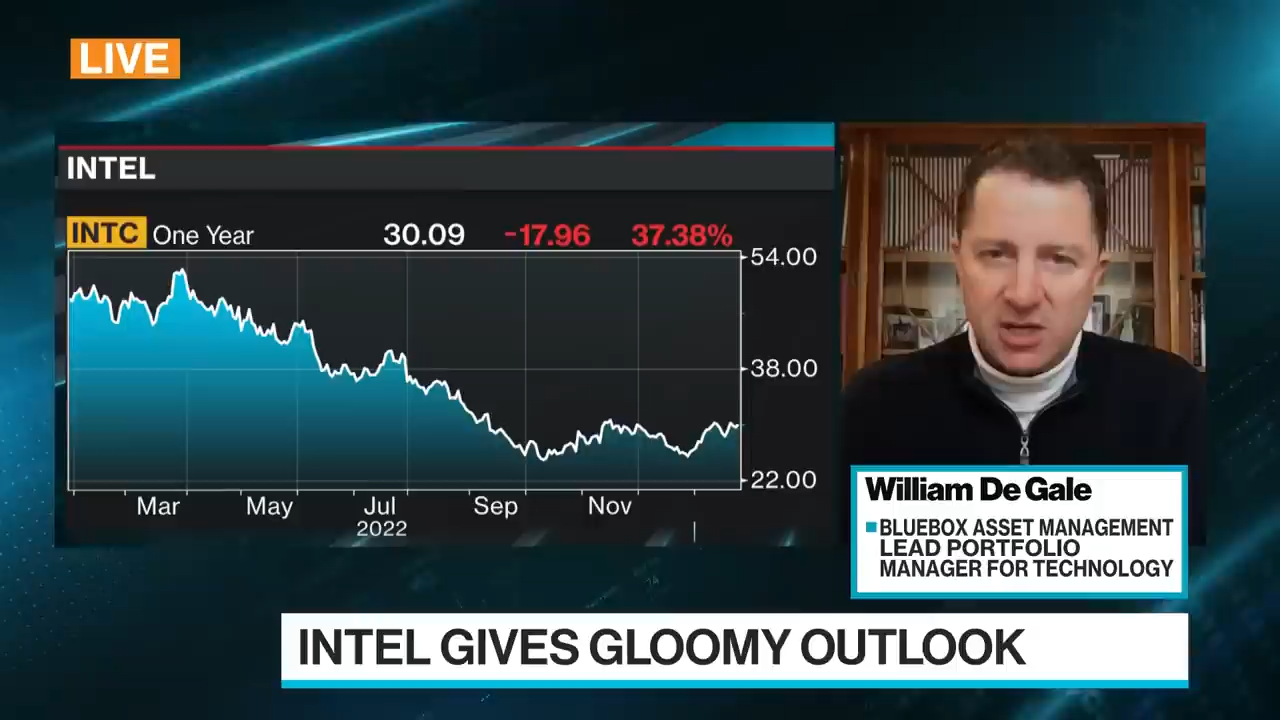 LIVE
INTEL
INTC One Year 30.09 -17.96 37.38%
54.00
38.00
22.00
Mar May Jul Sep Nov
2022
William De Gale
BLUEBOX ASSET MANAGEMENT
LEAD PORTFOLIO
MANAGER FOR TECHNOLOGY
INTEL GIVES GLOOMY OUTLOOK